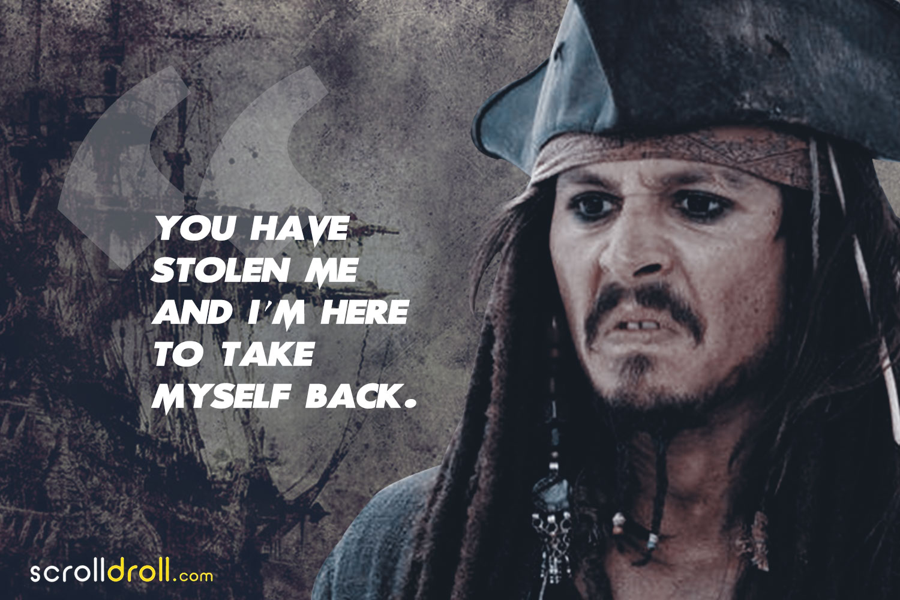 YOU HAVE
STOLEN ME
AND I'M HERE
TO TAKE
MYSELF BACK.
scrolldroll.com